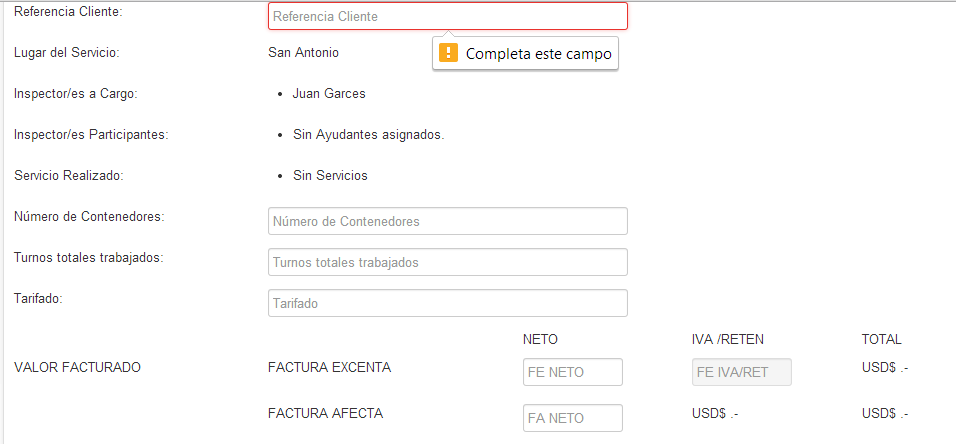 Referencia Cliente: Referencia Cliente
! Completa este campo
Lugar del Servicio: San Antonio
Inspector/es a Cargo: • Juan Garces
Inspector/es Participantes: • Sin Ayudantes asignados.
Servicio Realizado: • Sin Servicios
Número de Contenedores: Número de Contenedores
Turnos totales trabajados: Turnos totales trabajados
Tarifado: Tarifado
NETO IVA /RETEN TOTAL
VALOR FACTURADO FACTURA EXCENTA FE NETO FE IVA/RET USD$ .-
FACTURA AFECTA FA NETO USD$ .- USD$ .-